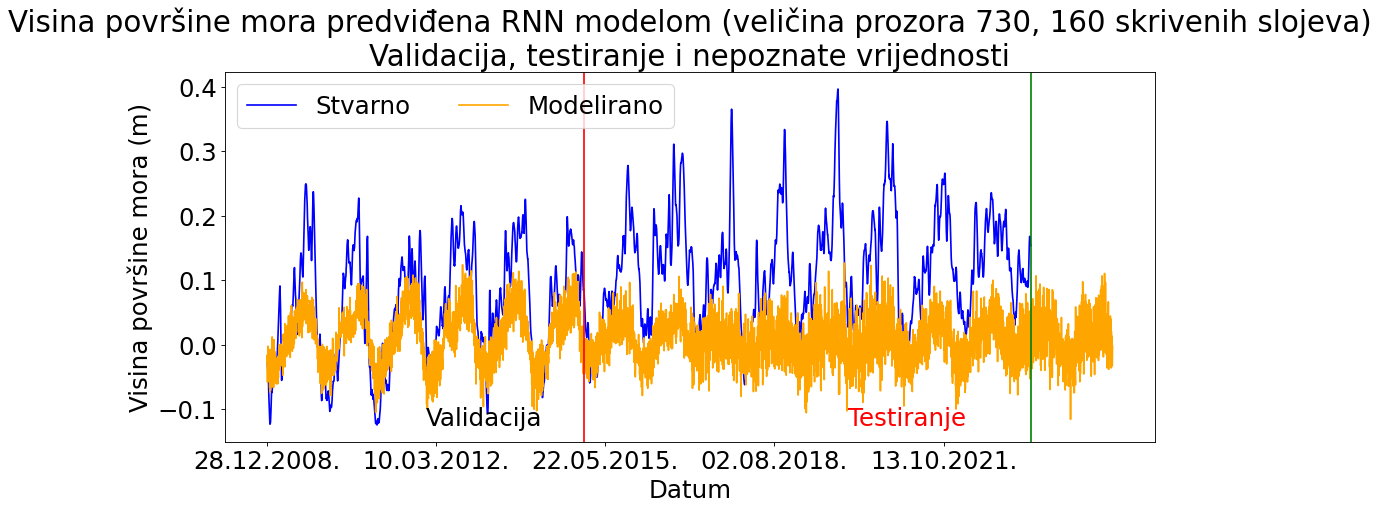 Visina površine mora predviđena RNN modelom (veličina prozora 730, 160 skrivenih slojeva)
Validacija, testiranje i nepoznate vrijednosti
Stvarno
Modelirano
Visina površine mora (m)
0.4
0.3
0.2
0.1
0.0
−0.1
Validacija
Testiranje
28.12.2008.
10.03.2012.
22.05.2015.
02.08.2018.
13.10.2021.
Datum